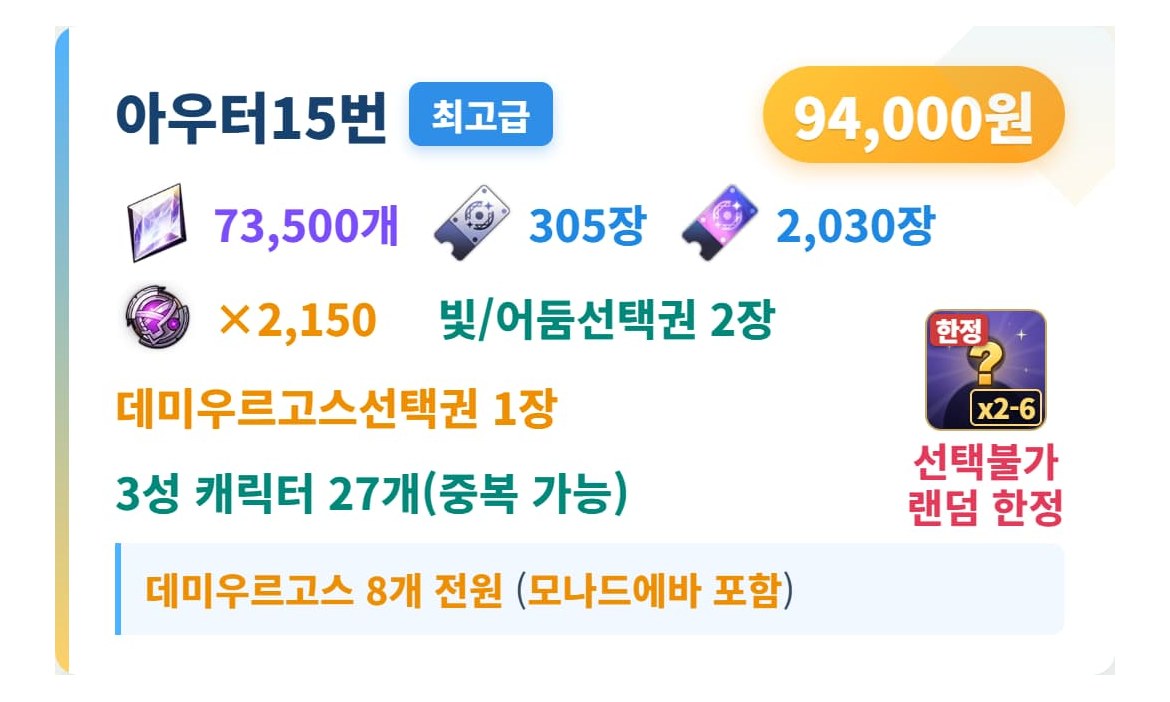 아우터15번 최고급 94,000원
73,500개 305장 2,030장
×2,150 빛/어둠선택권 2장
한정
x2-6
데미우르고스선택권 1장
선택불가
랜덤 한정
3성 캐릭터 27개(중복 가능)
데미우르고스 8개 전원 (모나드에바 포함)